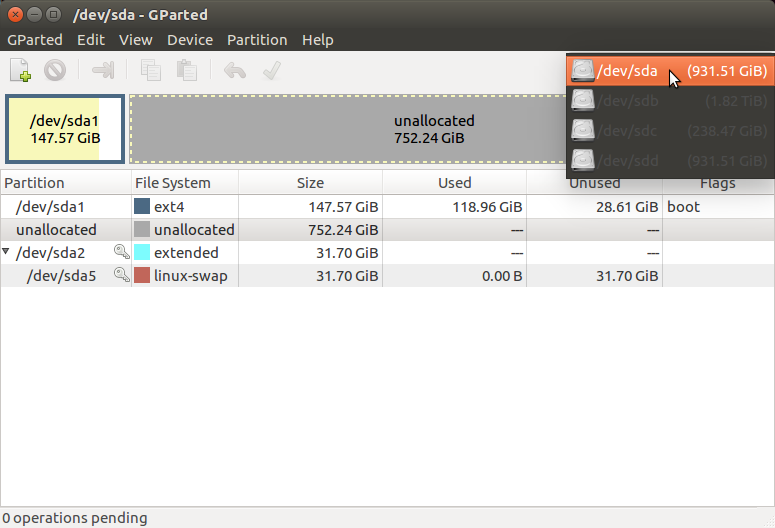 /dev/sda - GParted
GParted Edit View Device Partition Help
/dev/sda (931.51 GiB)
/dev/sdb (1.82 TiB)
/dev/sdc (238.47 GiB)
/dev/sdd (931.51 GiB)
/dev/sda1
147.57 GiB
unallocated
752.24 GiB
Partition File System Size Used Unused Flags
/dev/sda1 ext4 147.57 GiB 118.96 GiB 28.61 GiB boot
unallocated unallocated 752.24 GiB --- ---
/dev/sda2 extended 31.70 GiB --- ---
/dev/sda5 linux-swap 31.70 GiB 0.00 B 31.70 GiB
0 operations pending